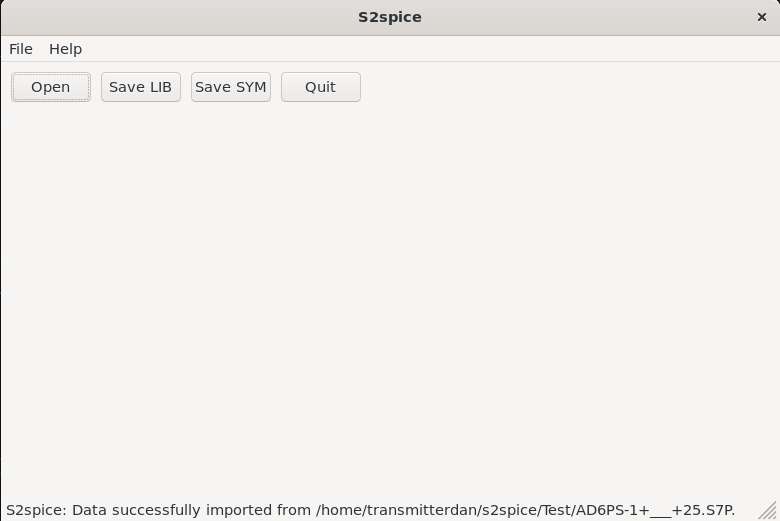 S2spice
File Help
Open Save LIB Save SYM Quit
S2spice: Data successfully imported from /home/transmitterdan/s2spice/Test/AD6PS-1+___+25.S7P.